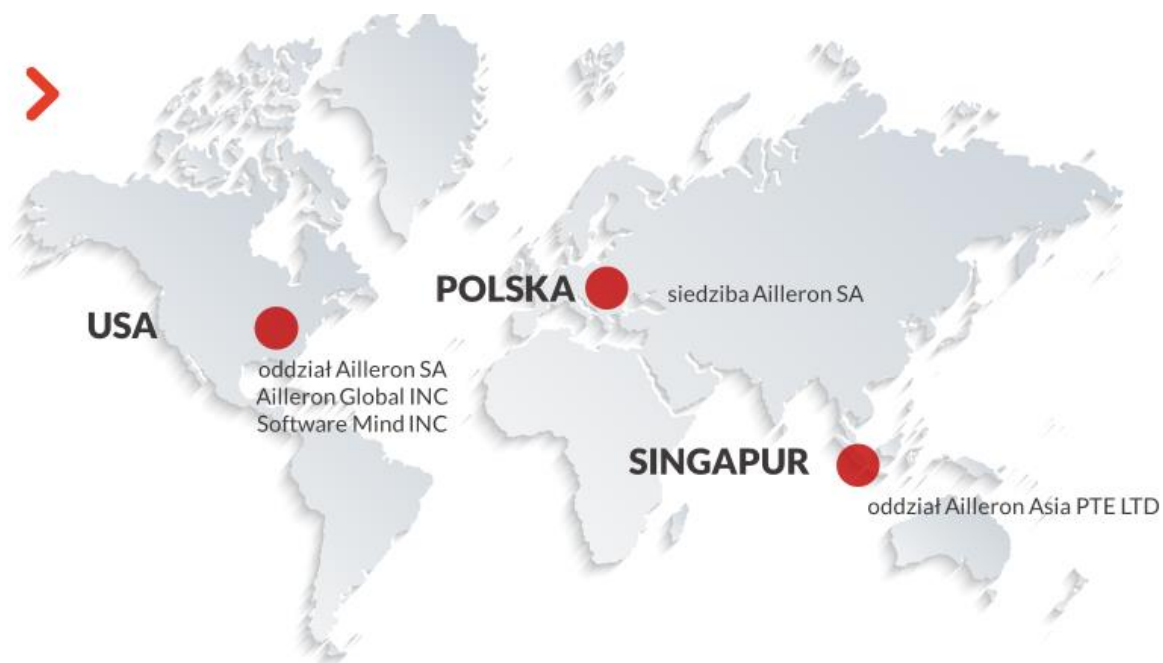 POLSKA
siedziba Ailleron SA
USA
oddział Ailleron SA
Ailleron Global INC
Software Mind INC
SINGAPUR
oddział Ailleron Asia PTE LTD